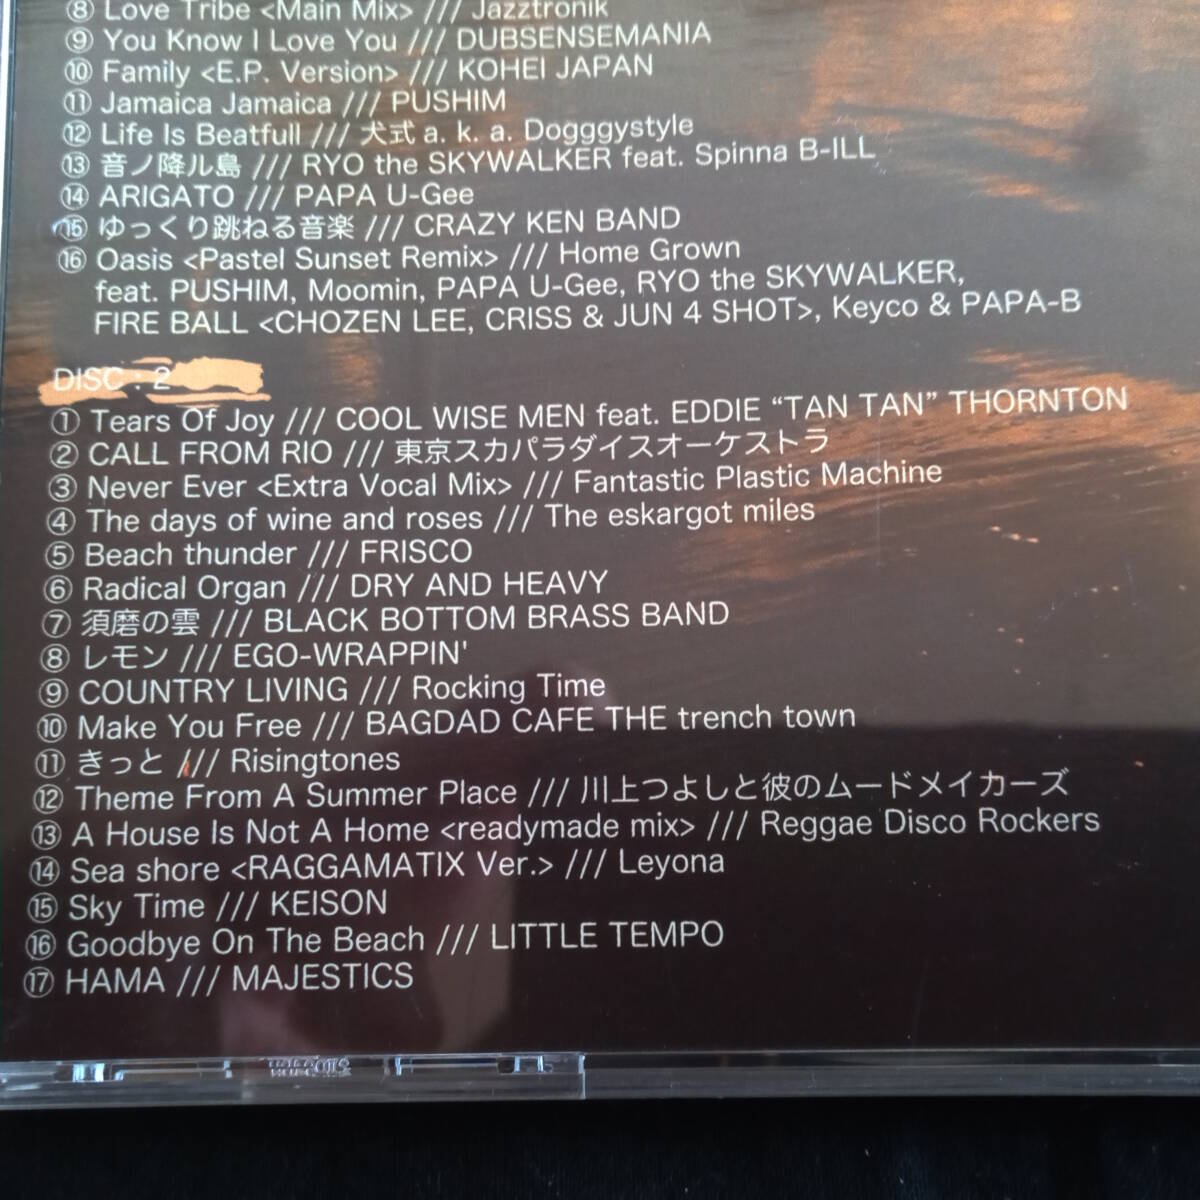 ⑧ Love Tribe <Main Mix> /// Jazztronik
⑨ You Know I Love You /// DUBSENSEMANIA
⑩ Family <E.P. Version> /// KOHEI JAPAN
⑪ Jamaica Jamaica /// PUSHIM
⑫ Life Is Beatfull /// 犬式 a. k. a. Dogggystyle
⑬ 音ノ降ル島 /// RYO the SKYWALKER feat. Spinna B-ILL
⑭ ARIGATO /// PAPA U-Gee
⑮ ゆっくり跳ねる音楽 /// CRAZY KEN BAND
⑯ Oasis <Pastel Sunset Remix> /// Home Grown
feat. PUSHIM, Moomin, PAPA U-Gee, RYO the SKYWALKER,
FIRE BALL <CHOZEN LEE, CRISS & JUN 4 SHOT>, Keyco & PAPA-B
DISC : 2
① Tears Of Joy /// COOL WISE MEN feat. EDDIE “TAN TAN” THORNTON
② CALL FROM RIO /// 東京スカパラダイスオーケストラ
③ Never Ever <Extra Vocal Mix> /// Fantastic Plastic Machine
④ The days of wine and roses /// The eskargot miles
⑤ Beach thunder /// FRISCO
⑥ Radical Organ /// DRY AND HEAVY
⑦ 須磨の雲 /// BLACK BOTTOM BRASS BAND
⑧ レモン /// EGO-WRAPPIN'
⑨ COUNTRY LIVING /// Rocking Time
⑩ Make You Free /// BAGDAD CAFE THE trench town
⑪ きっと /// Risingtones
⑫ Theme From A Summer Place /// 川上つよしと彼のムードメイカーズ
⑬ A House Is Not A Home <readymade mix> /// Reggae Disco Rockers
⑭ Sea shore <RAGGAMATIX Ver.> /// Leyona
⑮ Sky Time /// KEISON
⑯ Goodbye On The Beach /// LITTLE TEMPO
⑰ HAMA /// MAJESTICS